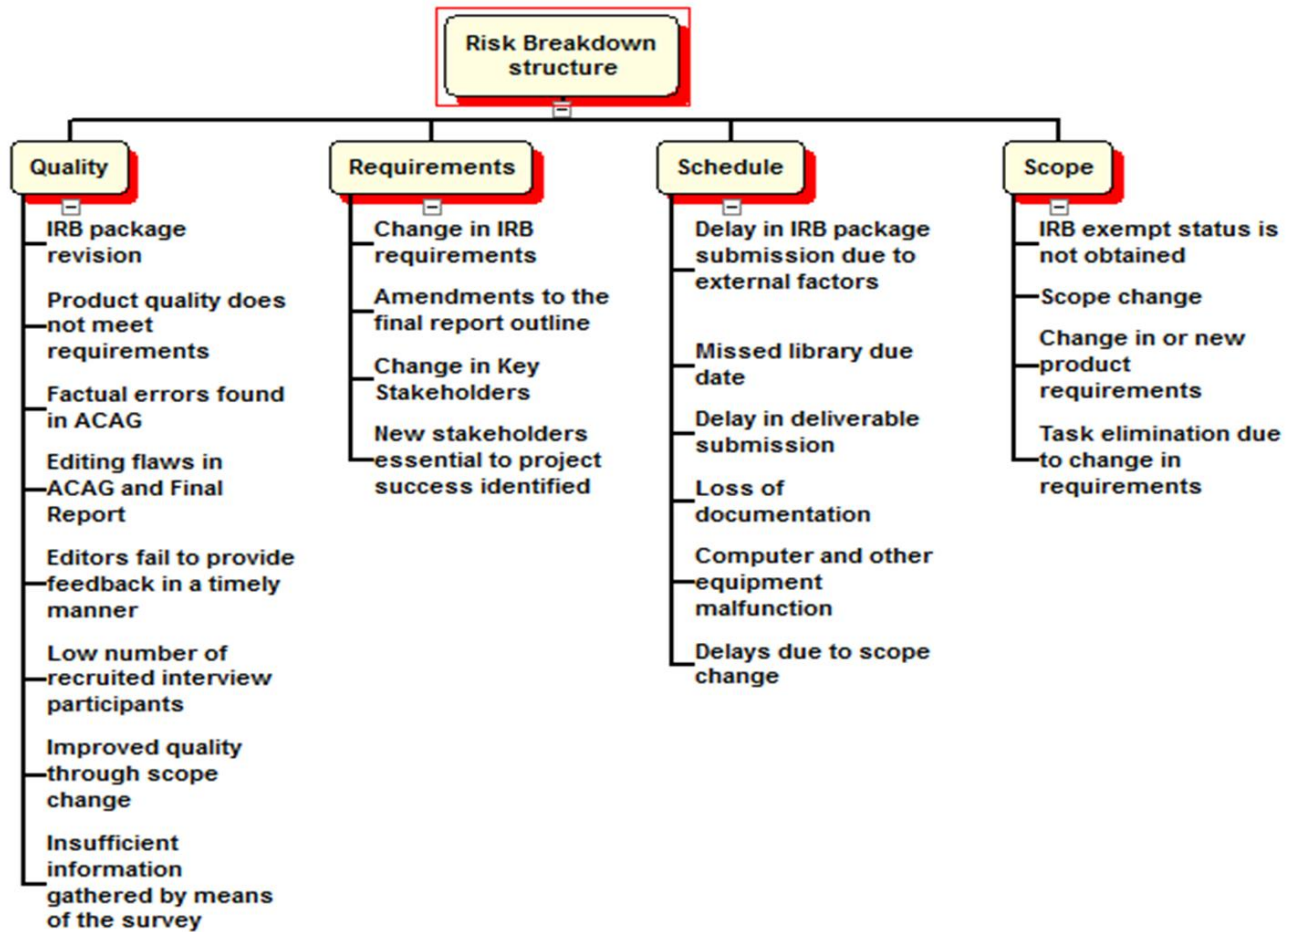 Risk Breakdown
structure
Quality
IRB package
revision
Product quality does
not meet
requirements
Factual errors found
in ACAG
Editing flaws in
ACAG and Final
Report
Editors fail to provide
feedback in a timely
manner
Low number of
recruited interview
participants
Improved quality
through scope
change
Insufficient
information
gathered by means
of the survey
Requirements
Change in IRB
requirements
Amendments to the
final report outline
Change in Key
Stakeholders
New stakeholders
essential to project
success identified
Schedule
Delay in IRB package
submission due to
external factors
Missed library due
date
Delay in deliverable
submission
Loss of
documentation
Computer and other
equipment
malfunction
Delays due to scope
change
Scope
IRB exempt status is
not obtained
Scope change
Change in or new
product
requirements
Task elimination due
to change in
requirements